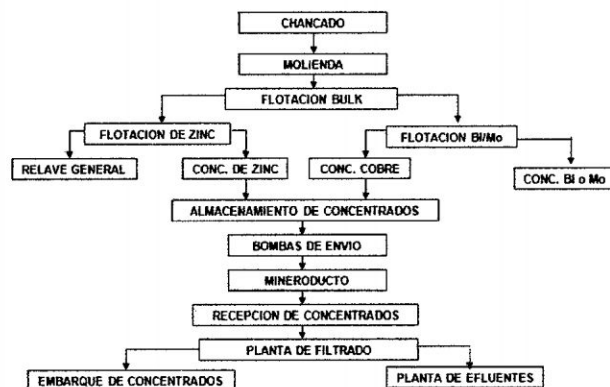 CHANCADO
MOLIENDA
FLOTACION BULK
FLOTACION DE ZINC
FLOTACION BI/Mo
RELAVE GENERAL
CONC. DE ZINC
CONC. COBRE
CONC. BI o Mo
ALMACENAMIENTO DE CONCENTRADOS
BOMBAS DE ENVIO
MINERODUCTO
RECEPCION DE CONCENTRADOS
PLANTA DE FILTRADO
EMBARQUE DE CONCENTRADOS
PLANTA DE EFLUENTES